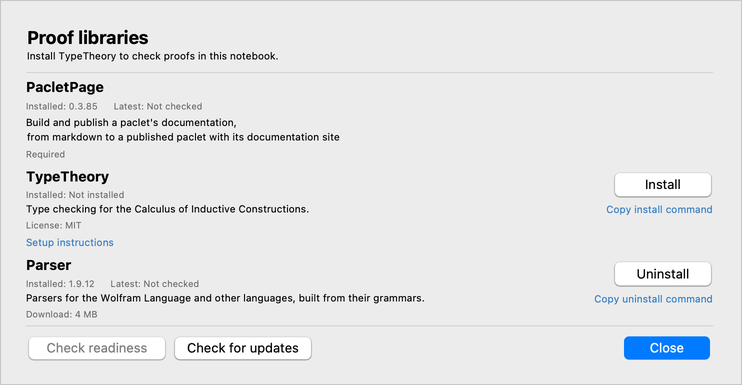 Proof libraries
Install TypeTheory to check proofs in this notebook.
PacletPage
Installed: 0.3.85 Latest: Not checked
Build and publish a paclet's documentation,
from markdown to a published paclet with its documentation site
Required
TypeTheory
Install
Installed: Not installed
Type checking for the Calculus of Inductive Constructions.
Copy install command
License: MIT
Setup instructions
Parser
Uninstall
Installed: 1.9.12 Latest: Not checked
Parsers for the Wolfram Language and other languages, built from their grammars.
Copy uninstall command
Download: 4 MB
Check readiness
Check for updates
Close